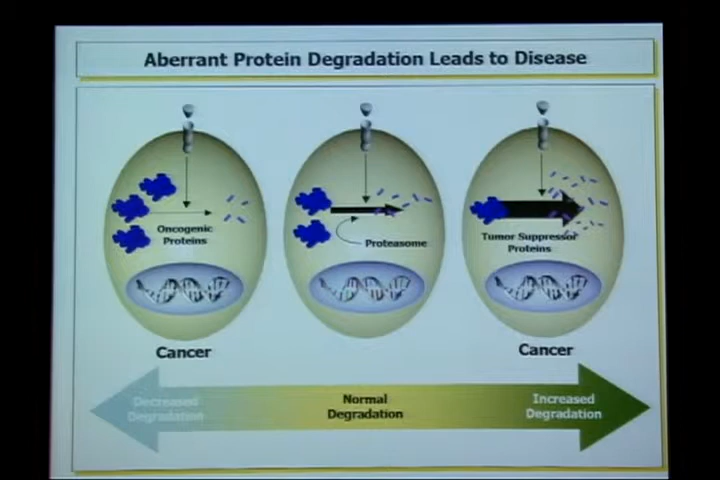 Aberrant Protein Degradation Leads to Disease
Oncogenic
Proteins
Proteasome
Tumor Suppressor
Proteins
Cancer
Cancer
Decreased
Degradation
Normal
Degradation
Increased
Degradation